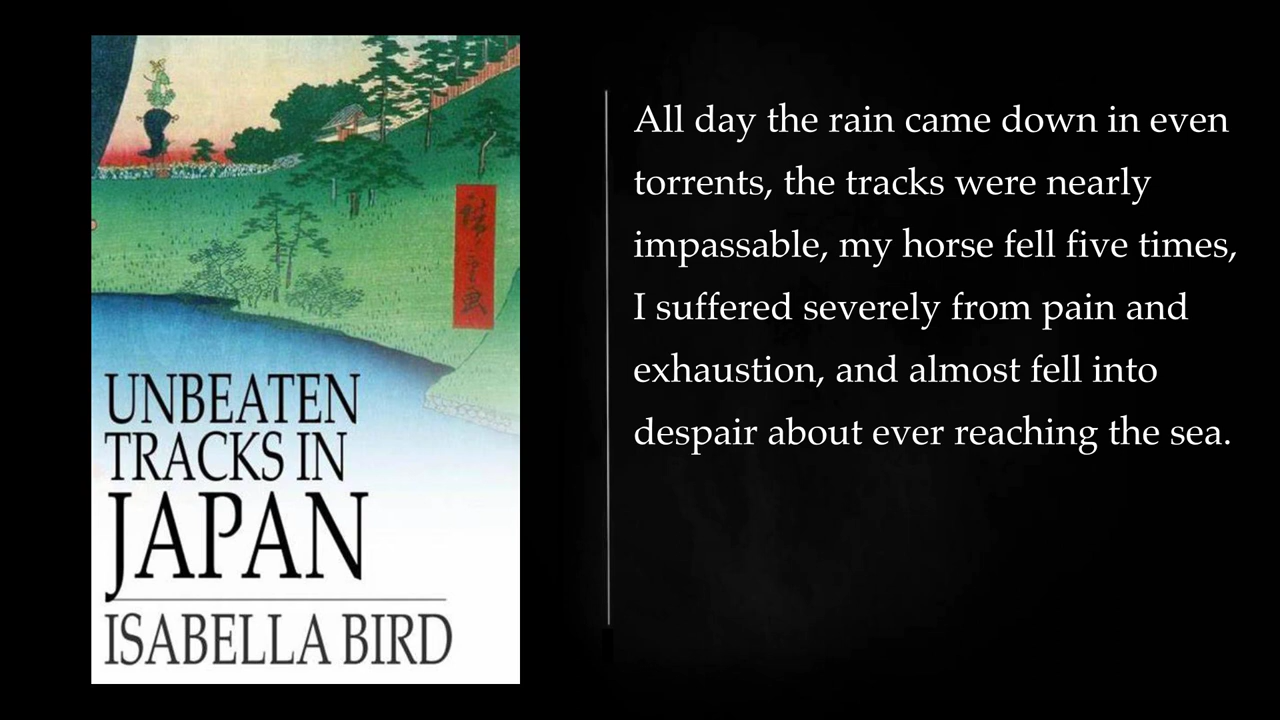 UNBEATEN
TRACKS IN
JAPAN
ISABELLA BIRD
All day the rain came down in even
torrents, the tracks were nearly
impassable, my horse fell five times,
I suffered severely from pain and
exhaustion, and almost fell into
despair about ever reaching the sea.